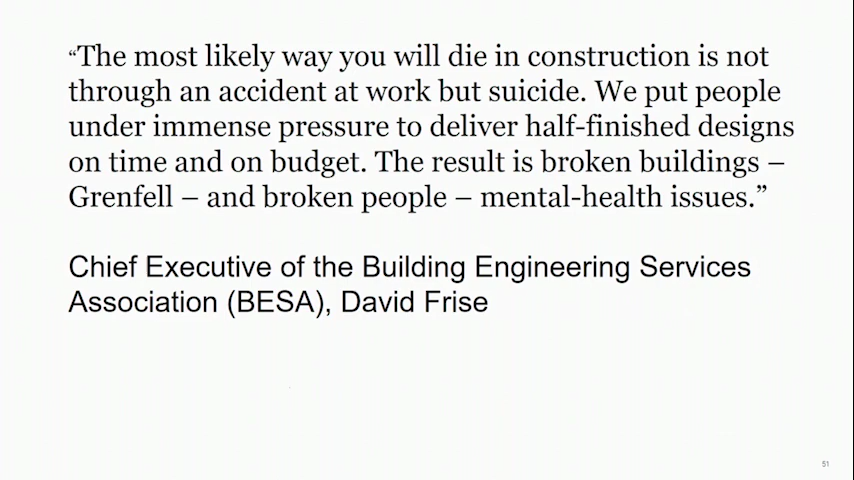 “The most likely way you will die in construction is not
through an accident at work but suicide. We put people
under immense pressure to deliver half-finished designs
on time and on budget. The result is broken buildings –
Grenfell – and broken people – mental-health issues.”
Chief Executive of the Building Engineering Services
Association (BESA), David Frise
51